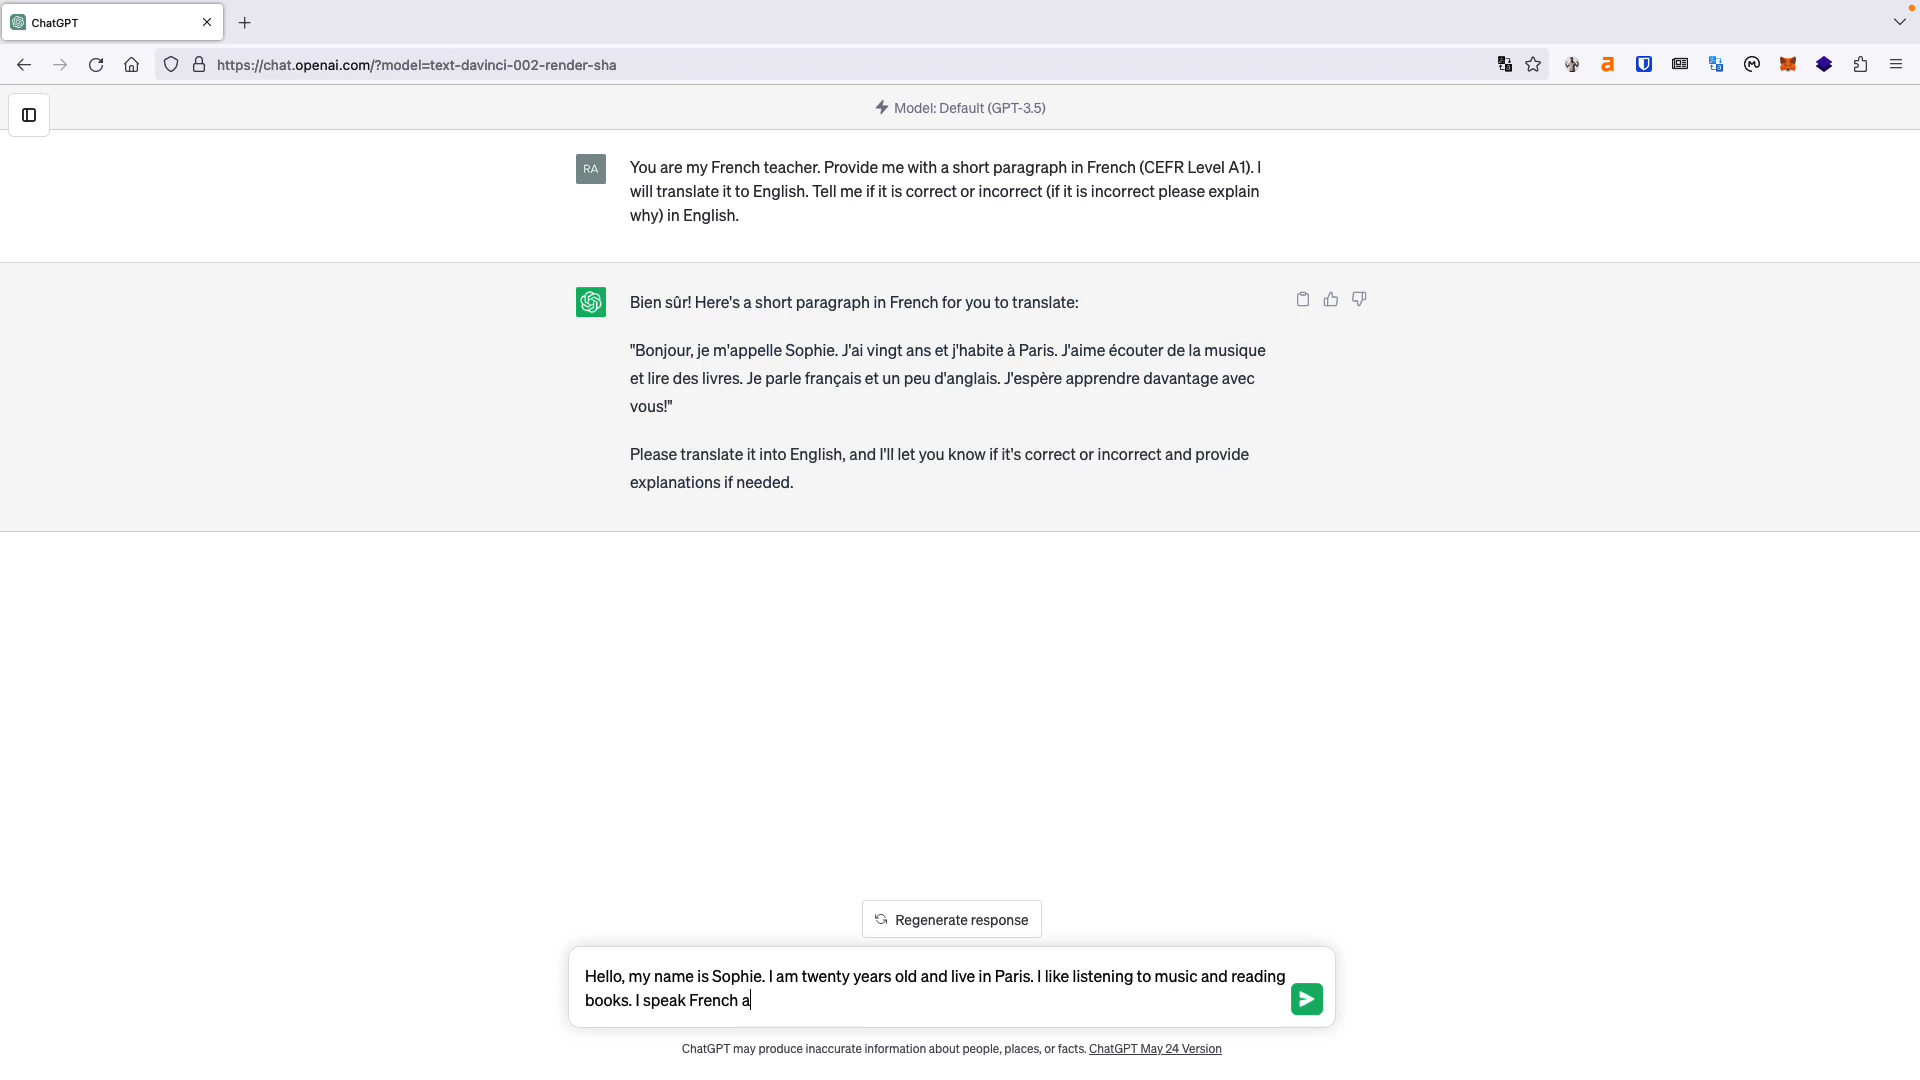 ChatGPT
https://chat.openai.com/?model=text-davinci-002-render-sha
Model: Default (GPT-3.5)
RA
You are my French teacher. Provide me with a short paragraph in French (CEFR Level A1). I
will translate it to English. Tell me if it is correct or incorrect (if it is incorrect please explain
why) in English.
Bien sûr! Here's a short paragraph in French for you to translate:
"Bonjour, je m'appelle Sophie. J'ai vingt ans et j'habite à Paris. J'aime écouter de la musique
et lire des livres. Je parle français et un peu d'anglais. J'espère apprendre davantage avec
vous!"
Please translate it into English, and I'll let you know if it's correct or incorrect and provide
explanations if needed.
Regenerate response
Hello, my name is Sophie. I am twenty years old and live in Paris. I like listening to music and reading
books. I speak French a
ChatGPT may produce inaccurate information about people, places, or facts. ChatGPT May 24 Version